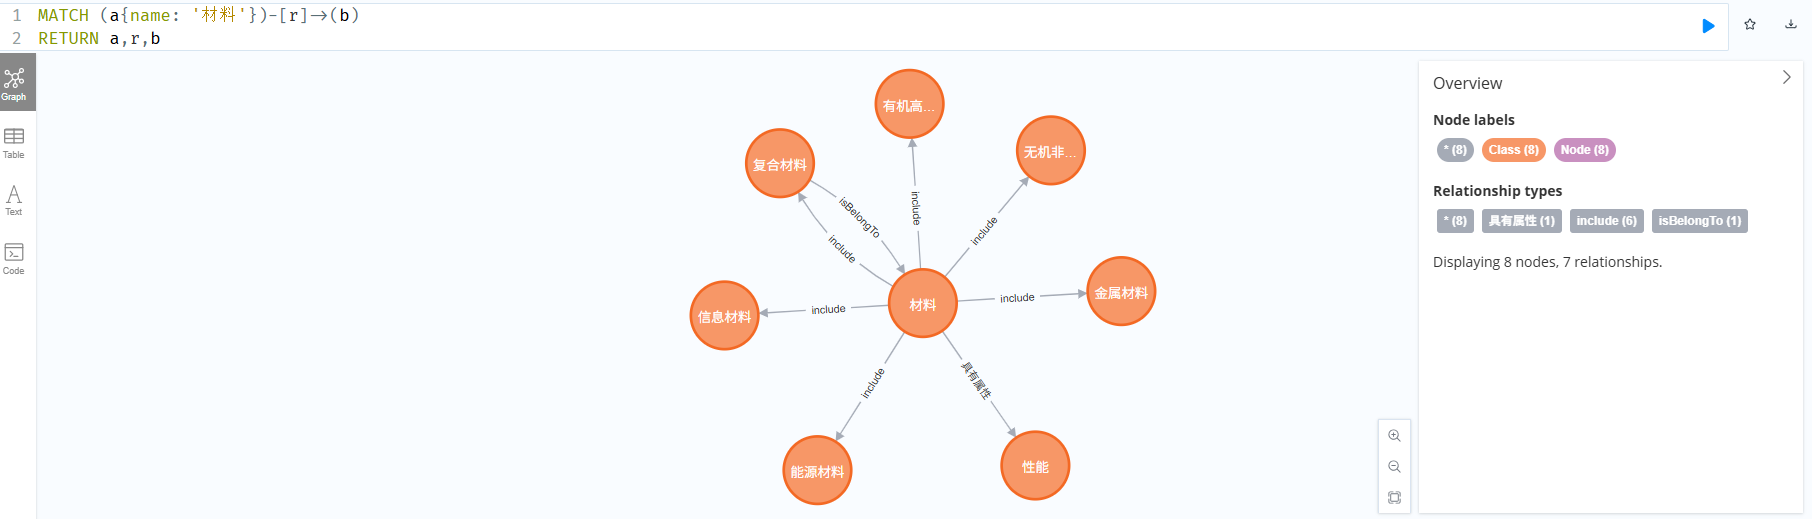 1 MATCH (a{name: '材料'})-[r]->(b)
2 RETURN a,r,b
Graph
Table
Text
Code
有机高...
无机非...
复合材料
isBelongTo
include
include
include
信息材料
include
材料
include
金属材料
include
具有属性
能源材料
性能
Overview
Node labels
* (8) Class (8) Node (8)
Relationship types
* (8) 具有属性 (1) include (6) isBelongTo (1)
Displaying 8 nodes, 7 relationships.